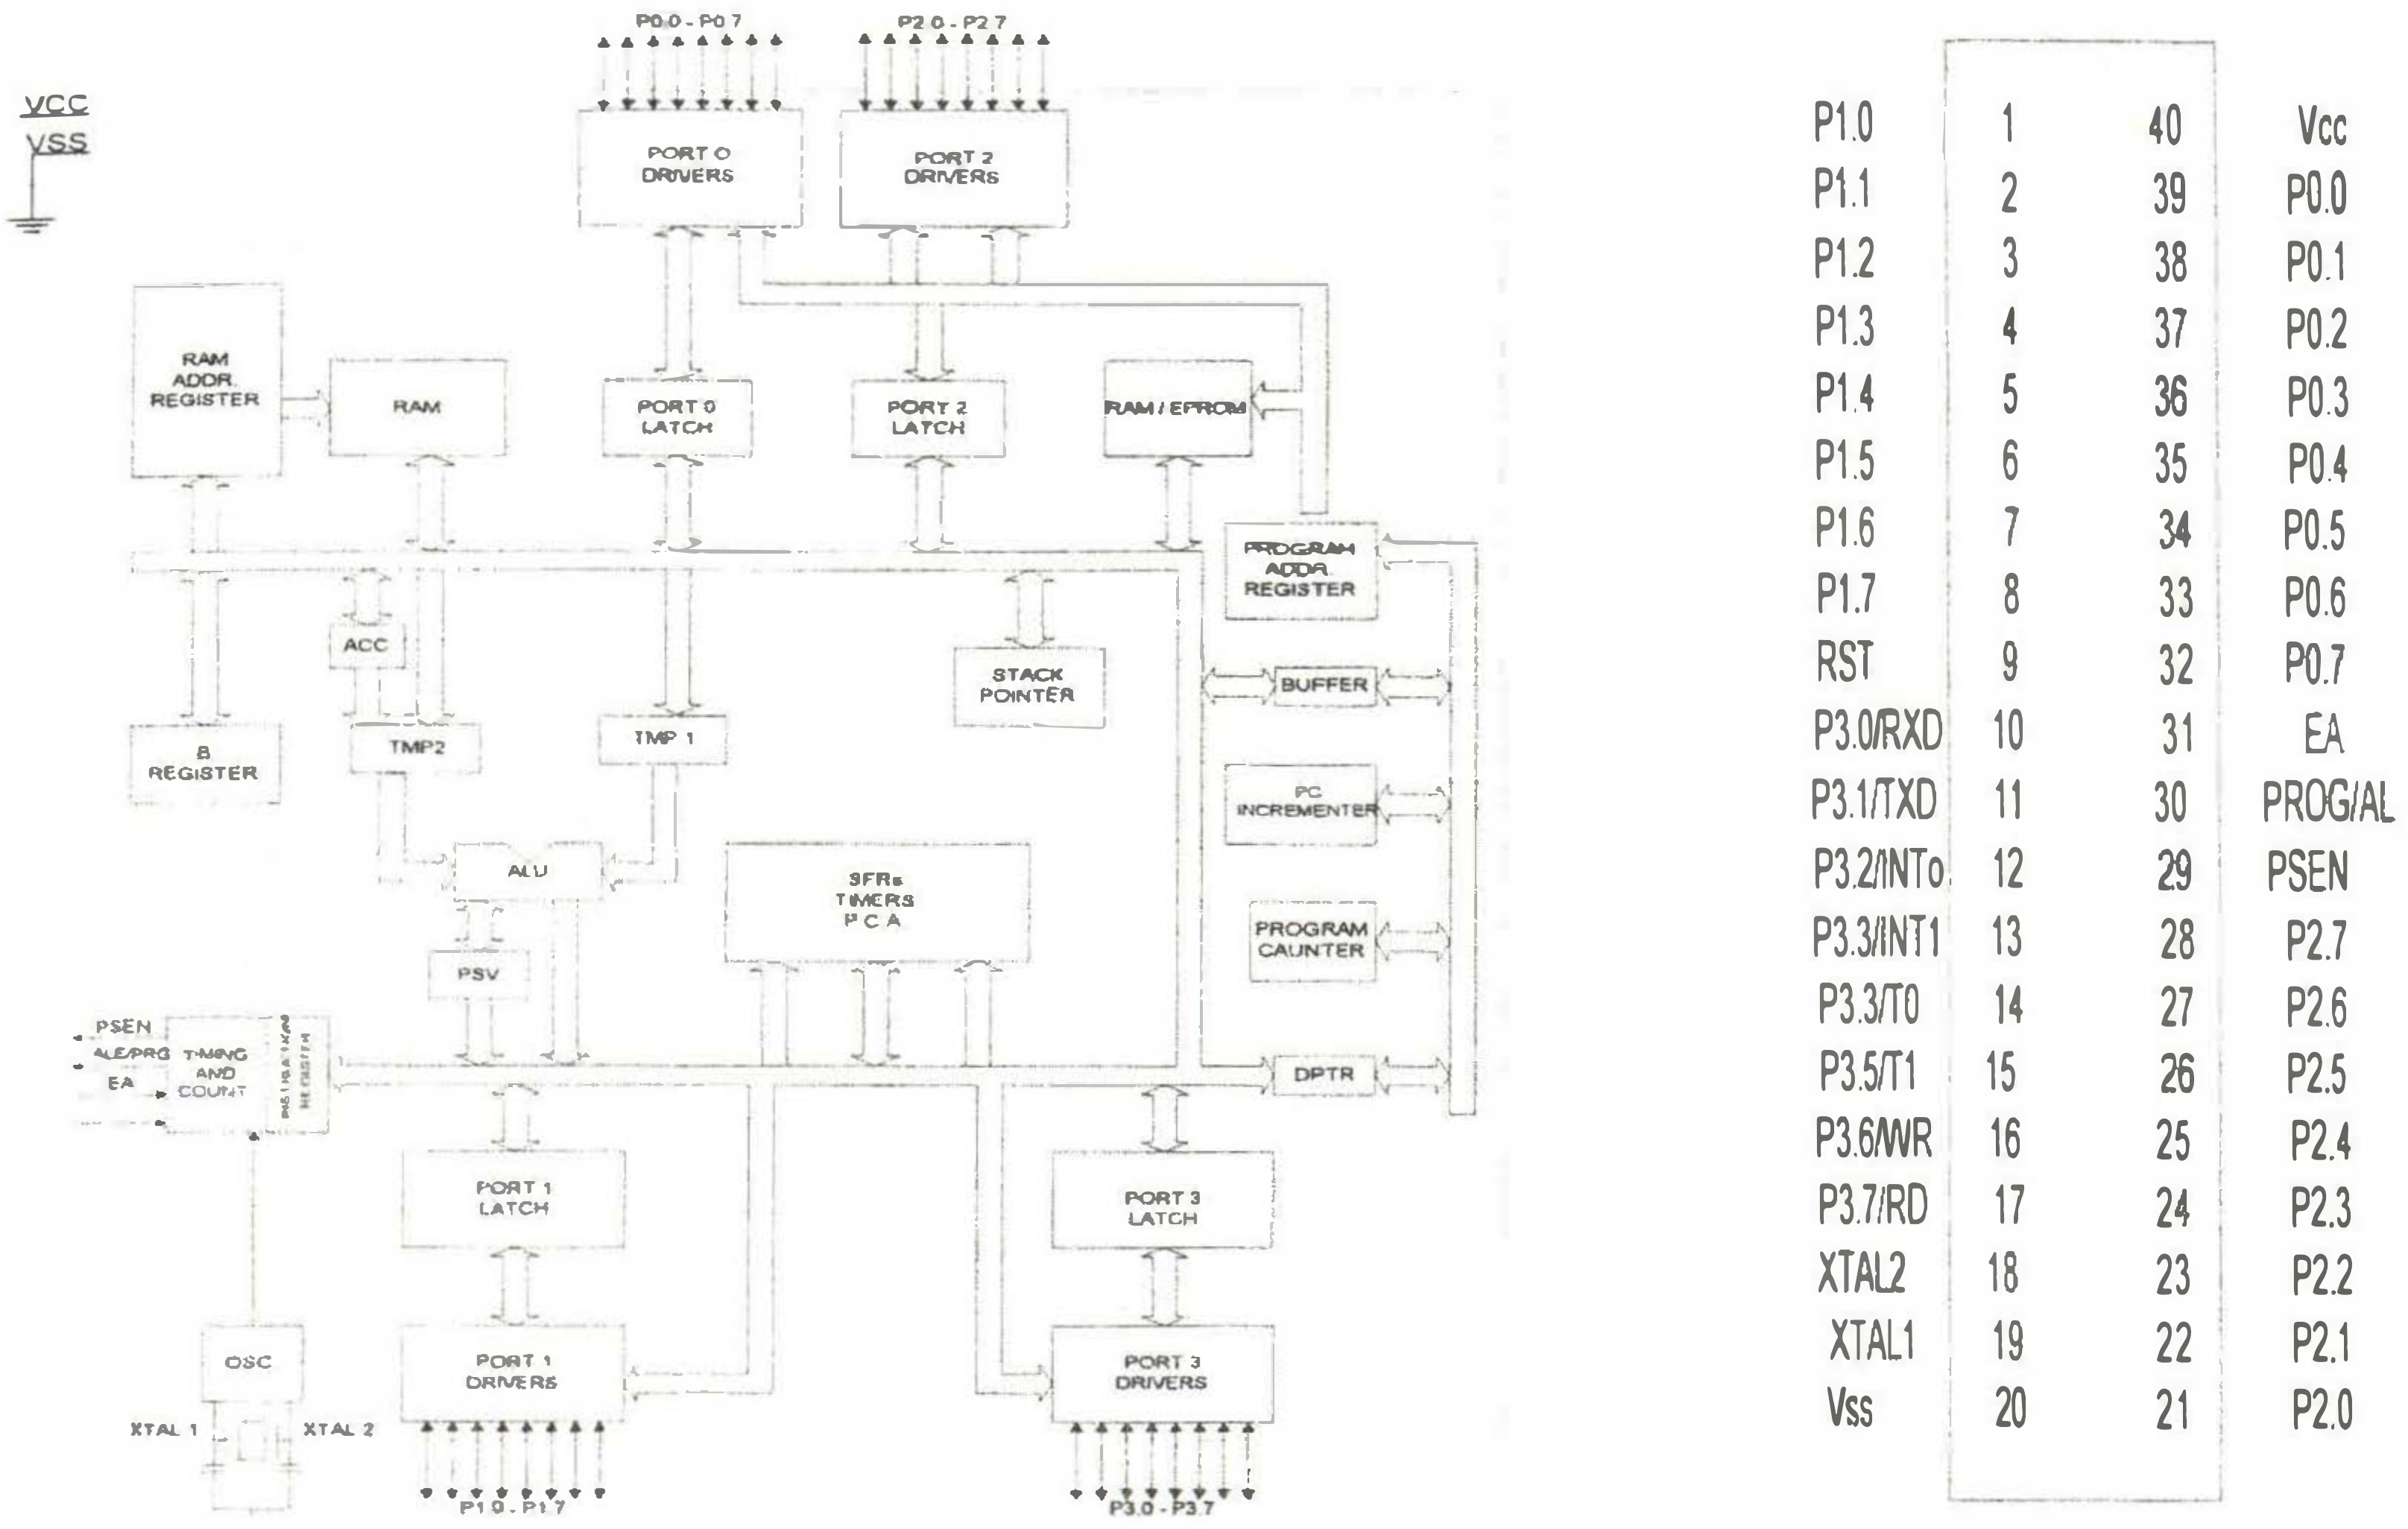 P0.0 - P0.7
P2.0 - P2.7
VCC
VSS
PORT 0
DRIVERS
PORT 2
DRIVERS
RAM
ADDR.
REGISTER
RAM
PORT 0
LATCH
PORT 2
LATCH
RAM / EPROM
PROGRAM
ADDR.
REGISTER
ACC
STACK
POINTER
BUFFER
B
REGISTER
TMP2
TMP 1
PC
INCREMENTER
ALU
SFRs
TIMERS
P C A
PROGRAM
CAUNTER
PSV
PSEN
ALE/PRG
EA
TIMING
AND
COUNT
REGISTER
DPTR
PORT 1
LATCH
PORT 3
LATCH
OSC
PORT 1
DRIVERS
PORT 3
DRIVERS
XTAL 1
XTAL 2
P1.0 - P1.7
P3.0 - P3.7
P1.0 1 40 Vcc
P1.1 2 39 P0.0
P1.2 3 38 P0.1
P1.3 4 37 P0.2
P1.4 5 36 P0.3
P1.5 6 35 P0.4
P1.6 7 34 P0.5
P1.7 8 33 P0.6
RST 9 32 P0.7
P3.0/RXD 10 31 EA
P3.1/TXD 11 30 PROG/AL
P3.2/INTo 12 29 PSEN
P3.3/INT1 13 28 P2.7
P3.3/T0 14 27 P2.6
P3.5/T1 15 26 P2.5
P3.6/WR 16 25 P2.4
P3.7/RD 17 24 P2.3
XTAL2 18 23 P2.2
XTAL1 19 22 P2.1
Vss 20 21 P2.0